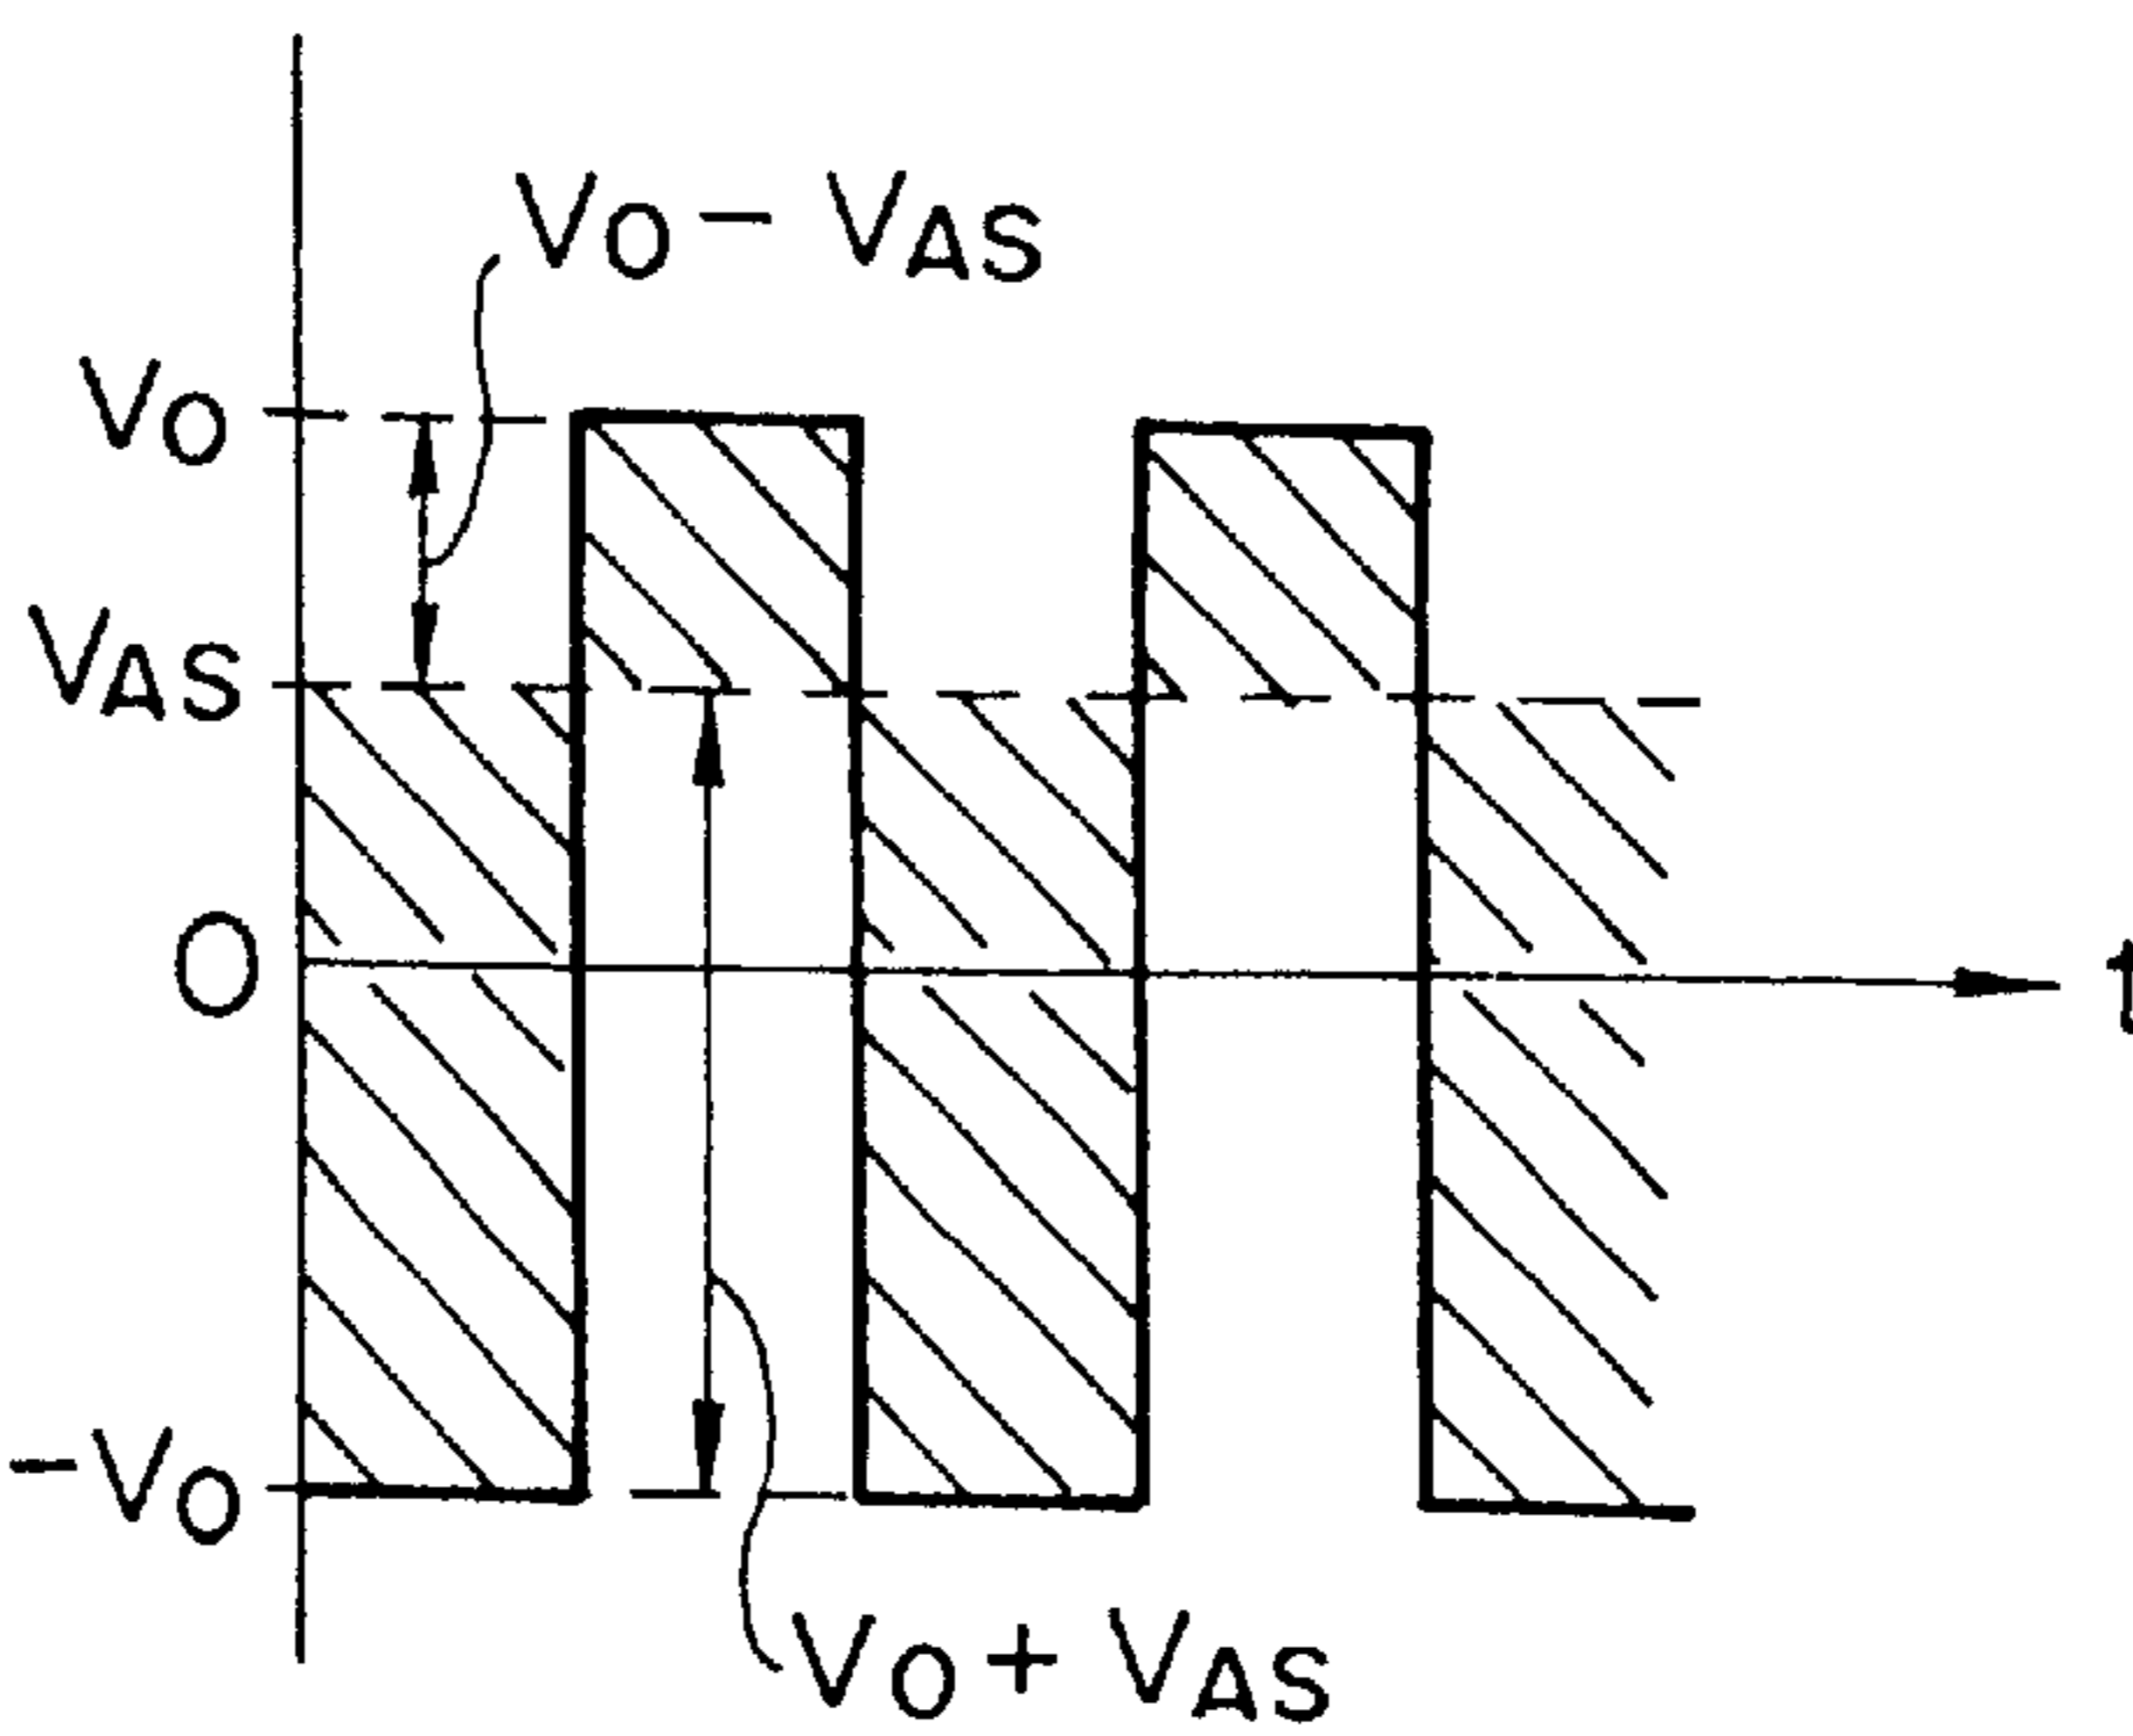 VO − VAS
VO
VAS
O
t
−VO
VO + VAS